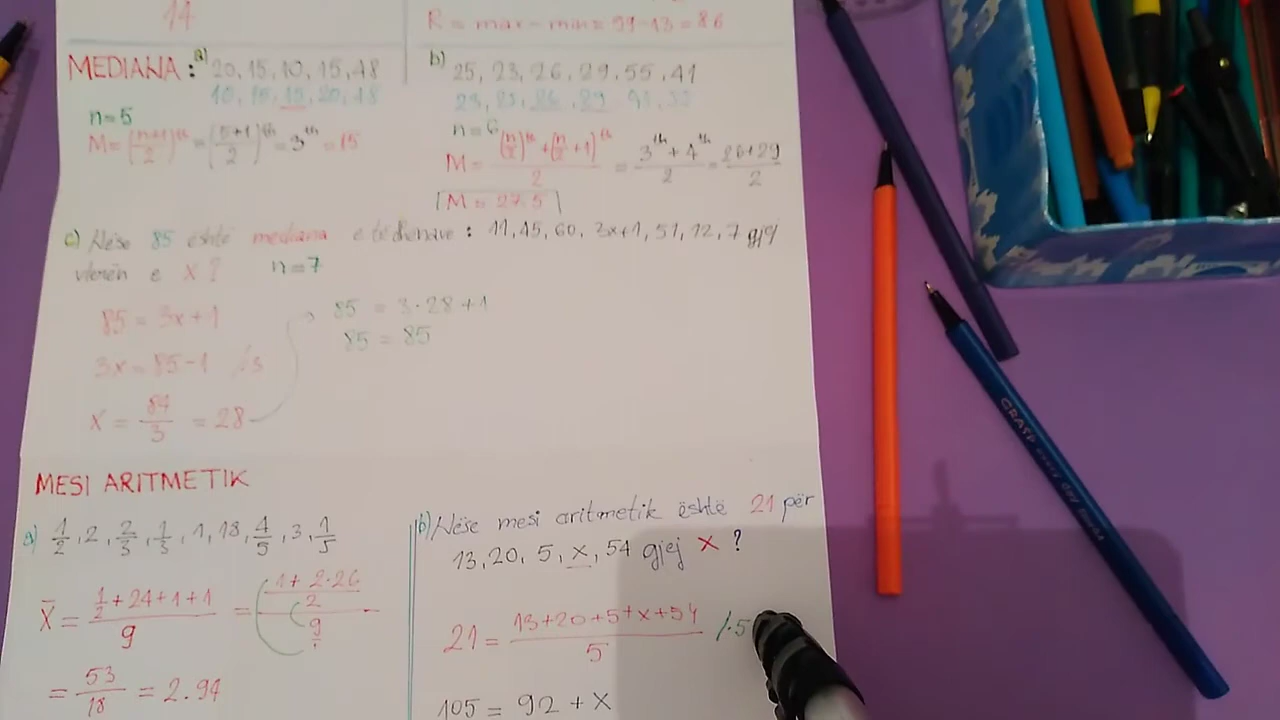 14
R = max - min = 99 - 13 = 86
MEDIANA : a) 20, 15, 10, 15, 48
10, 15, 15, 20, 48
n = 5
M = (n+1/2)th = (5+1/2)th = 3th = 15
b) 25, 23, 26, 29, 55, 41
n = 6
M = (n/2)th + (n/2 + 1)th / 2 = 3th + 4th / 2 = 26+29 / 2
M = 27.5
c) Nëse 85 është mediana e të dhënave : 11, 45, 60, 3x+1, 51, 12, 7 gjej
vlerën e x ? n = 7
85 = 3x + 1
3x = 85 - 1 /:3
x = 84/3 = 28
85 = 3 · 28 + 1
85 = 85
MESI ARITMETIK
a) 1/2, 2, 2/3, 1/3, 1, 18, 4/5, 3, 1/5
X̄ = 1/2 + 24 + 1 + 1 / 9 = 1 + 2·26 / 2 / 9
= 53/18 = 2.94
b) Nëse mesi aritmetik është 21 për
13, 20, 5, x, 54 gjej x ?
21 = 13+20+5+x+54 / 5 /·5
105 = 92 + x
GRASP